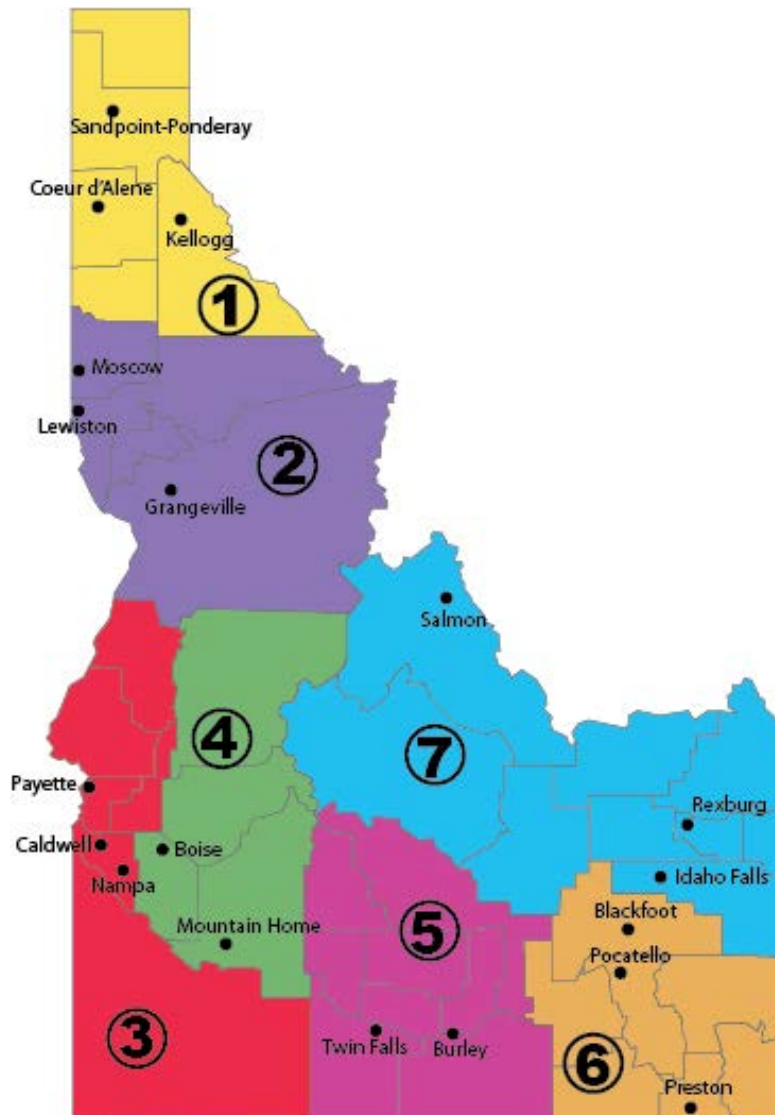 Sandpoint-Ponderay
Coeur d'Alene
Kellogg
1
Moscow
Lewiston
2
Grangeville
Salmon
4
7
Payette
Rexburg
Caldwell
Boise
Nampa
Idaho Falls
Blackfoot
Mountain Home
5
Pocatello
3
Twin Falls
Burley
6
Preston